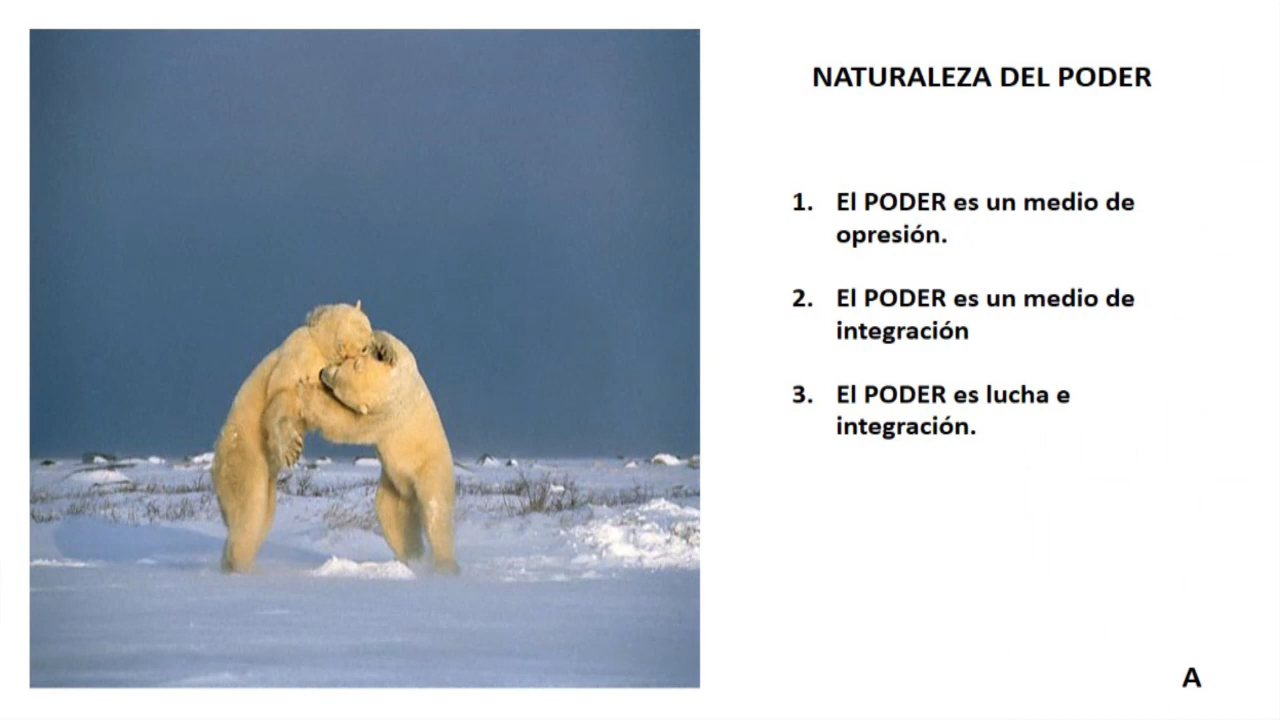 NATURALEZA DEL PODER
1. El PODER es un medio de
opresión.
2. El PODER es un medio de
integración
3. El PODER es lucha e
integración.
A